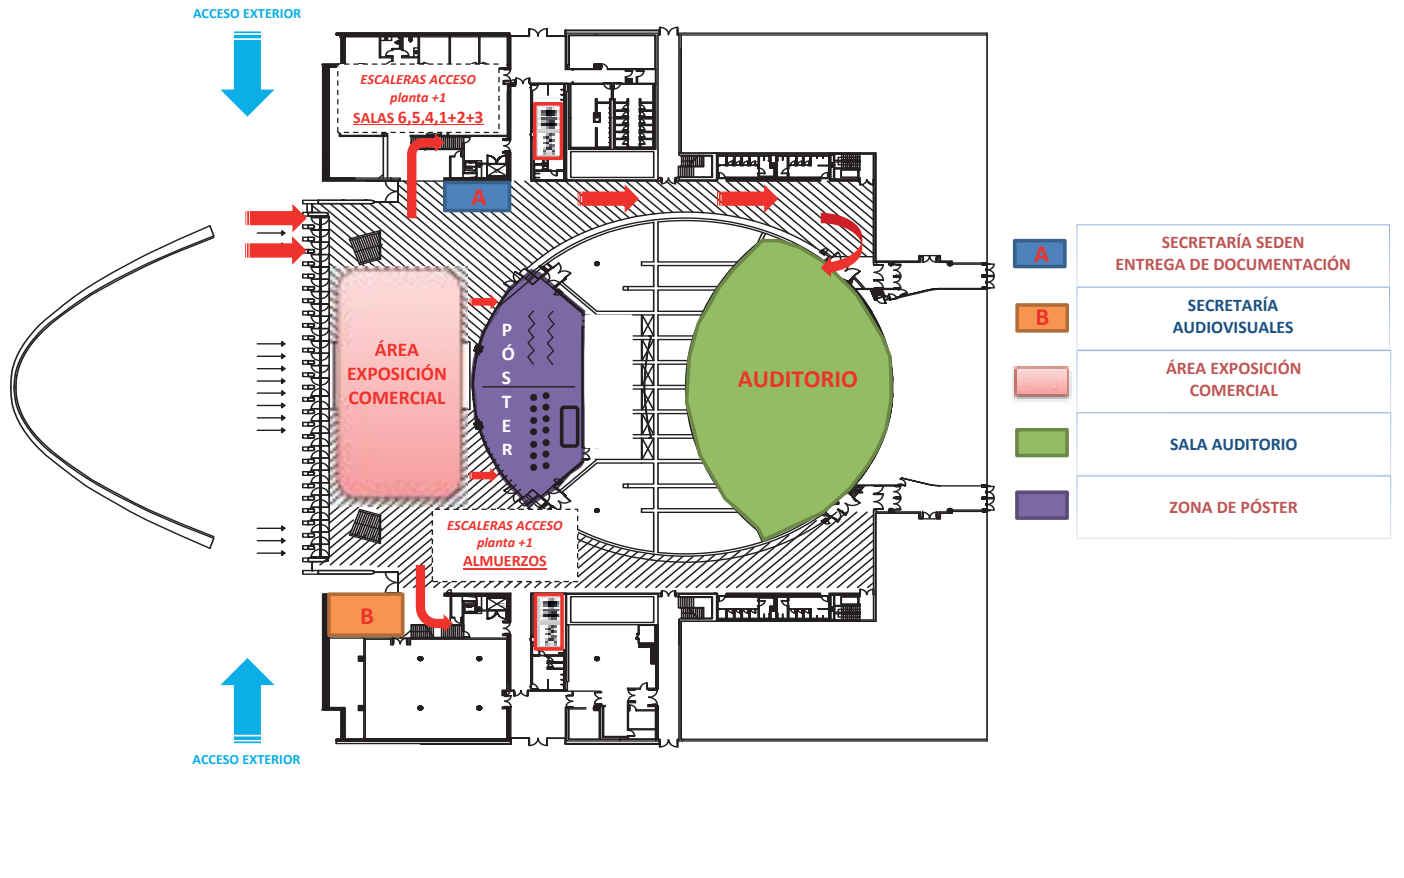 ACCESO EXTERIOR
ESCALERAS ACCESO
planta +1
SALAS 6,5,4,1+2+3
A
ÁREA
EXPOSICIÓN
COMERCIAL
P
Ó
S
T
E
R
AUDITORIO
ESCALERAS ACCESO
planta +1
ALMUERZOS
B
ACCESO EXTERIOR
A
SECRETARÍA SEDEN
ENTREGA DE DOCUMENTACIÓN
B
SECRETARÍA
AUDIOVISUALES
ÁREA EXPOSICIÓN
COMERCIAL
SALA AUDITORIO
ZONA DE PÓSTER